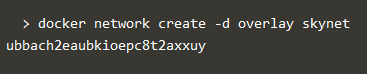 > docker network create -d overlay skynet
ubbach2eaubkioepc8t2axxuy